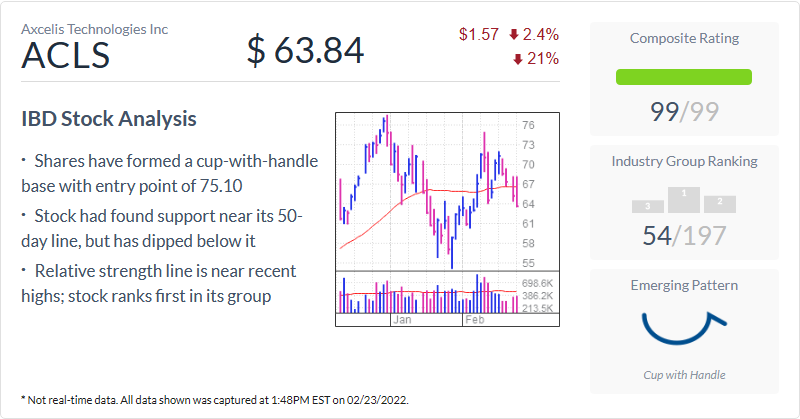 Axcelis Technologies Inc
ACLS
$ 63.84
$1.57 2.4%
21%
IBD Stock Analysis
· Shares have formed a cup-with-handle
base with entry point of 75.10
· Stock had found support near its 50-
day line, but has dipped below it
· Relative strength line is near recent
highs; stock ranks first in its group
76
73
70
67
64
61
58
55
698.6K
386.2K
213.5K
Jan
Feb
Composite Rating
99/99
Industry Group Ranking
3
1
2
54/197
Emerging Pattern
Cup with Handle
* Not real-time data. All data shown was captured at 1:48PM EST on 02/23/2022.